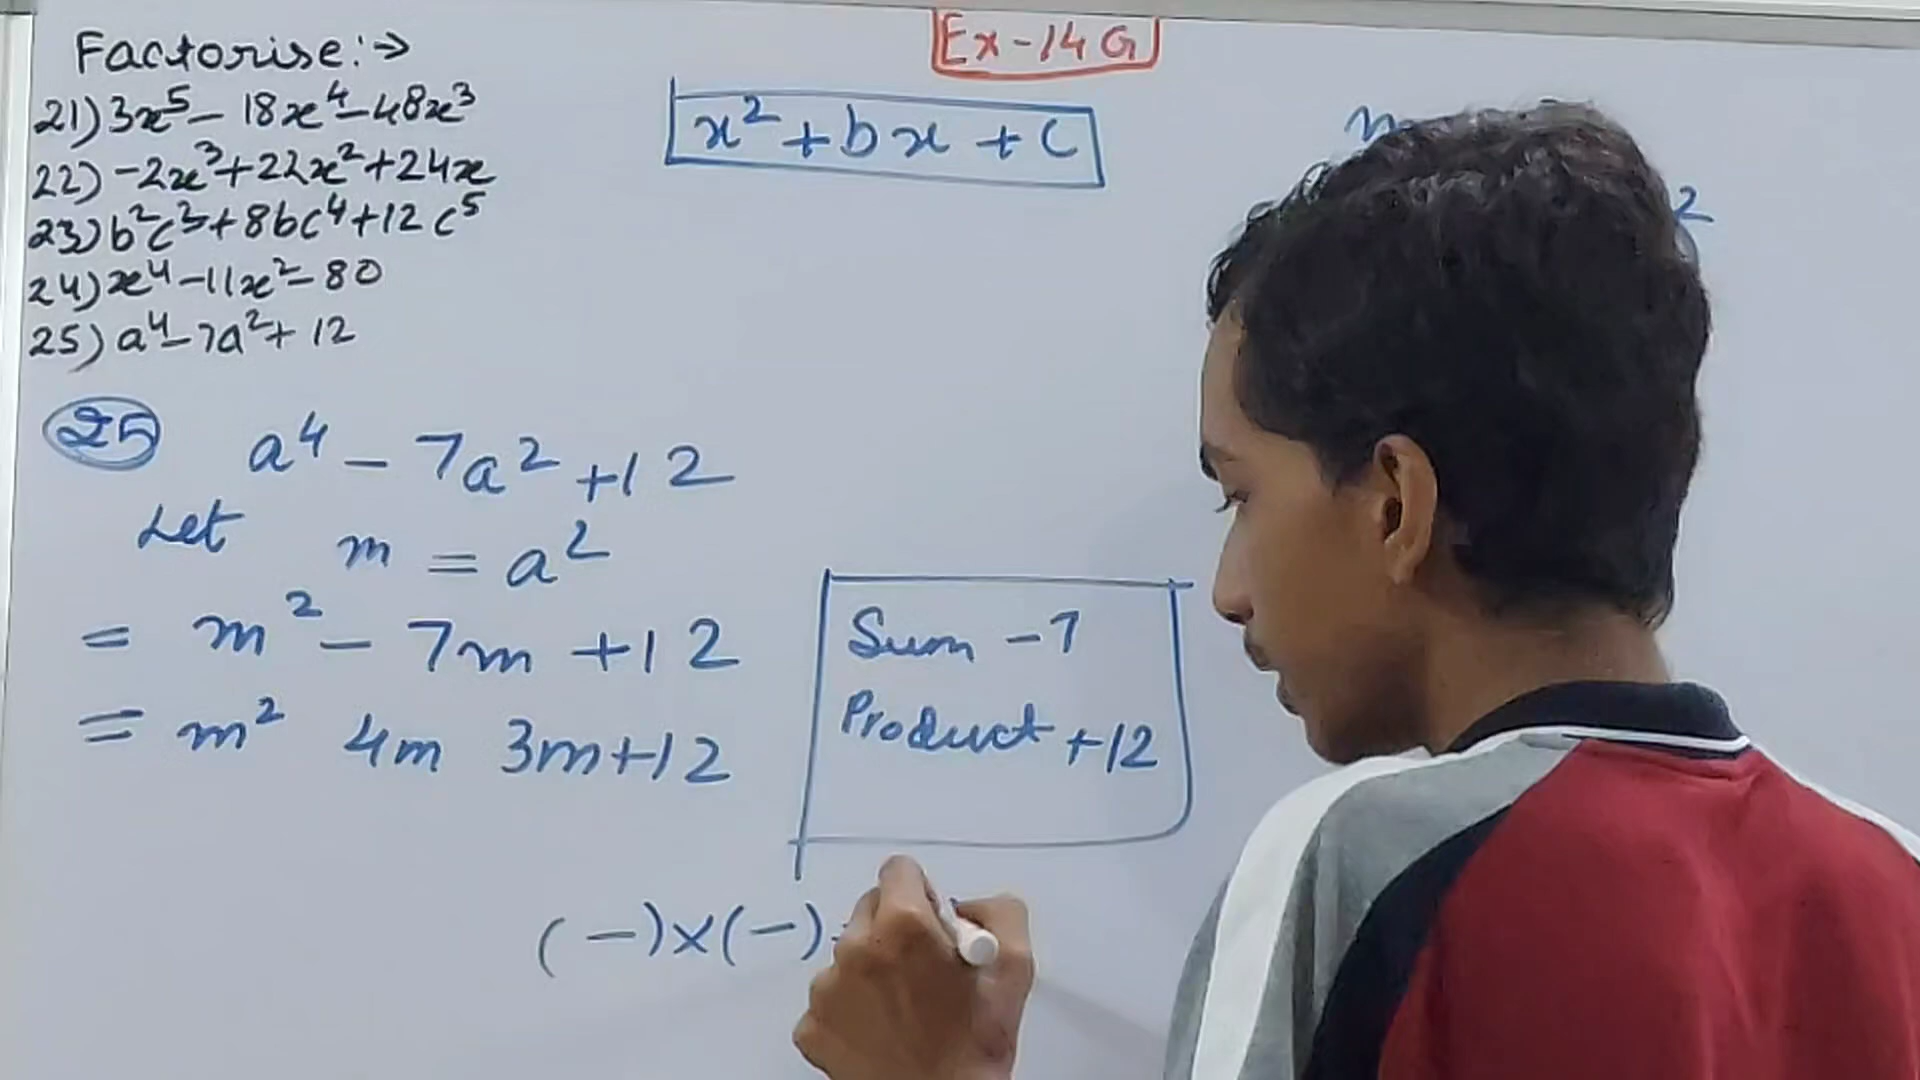 Factorise:→
Ex-14 G
21) 3x⁵ - 18x⁴ - 48x³
22) -2x³ + 22x² + 24x
23) b²c³ + 8bc⁴ + 12c⁵
24) x⁴ - 11x² - 80
25) a⁴ - 7a² + 12
x² + bx + c
25 a⁴ - 7a² + 12
Let m = a²
= m² - 7m + 12
= m² 4m 3m + 12
Sum -7
Product +12
(-)×(-)